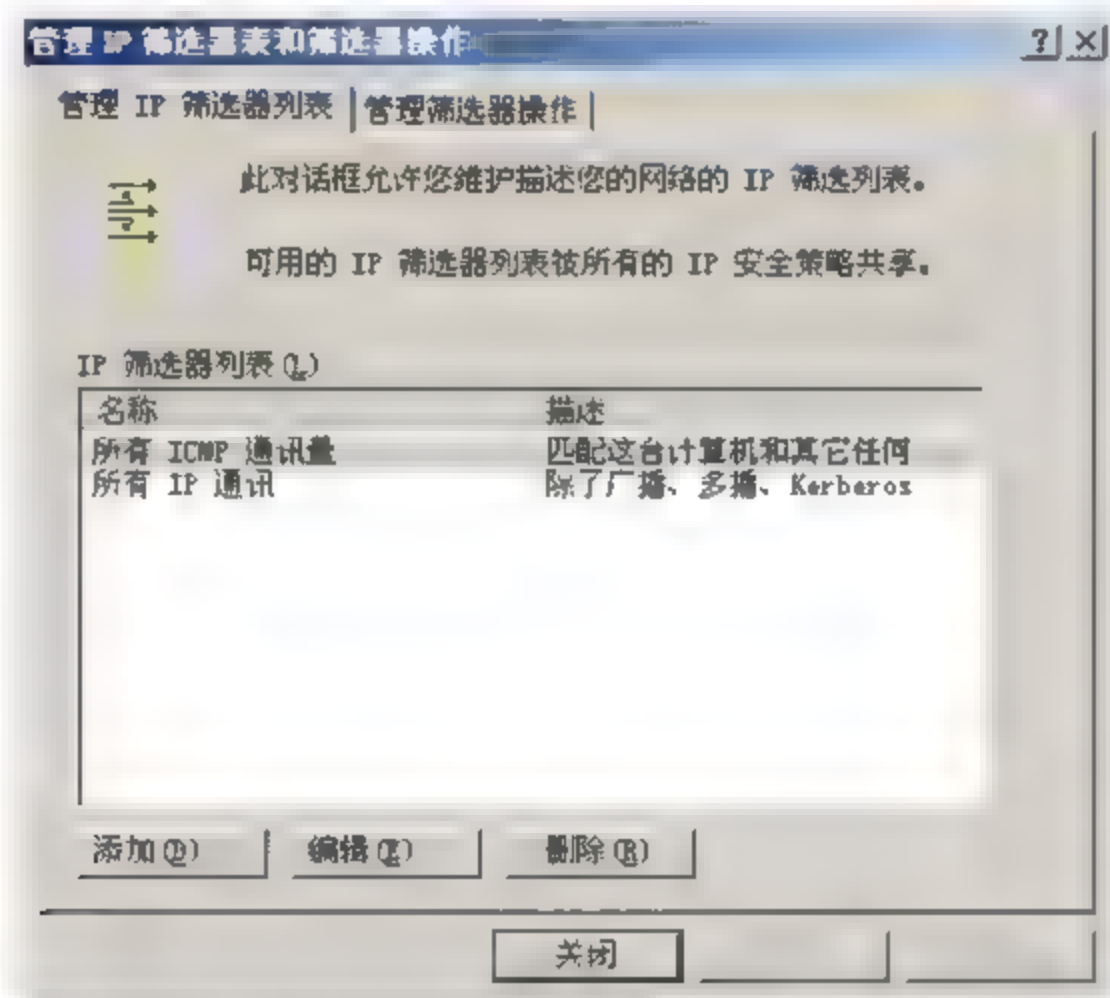 管理 IP 筛选器表和筛选器操作
管理 IP 筛选器列表 管理筛选器操作
此对话框允许您维护描述您的网络的 IP 筛选列表。
可用的 IP 筛选器列表被所有的 IP 安全策略共享。
IP 筛选器列表(L)
名称 描述
所有 ICMP 通讯量 匹配这台计算机和其它任何
所有 IP 通讯 除了广播、多播、Kerberos
添加(D) 编辑(E) 删除(R)
关闭